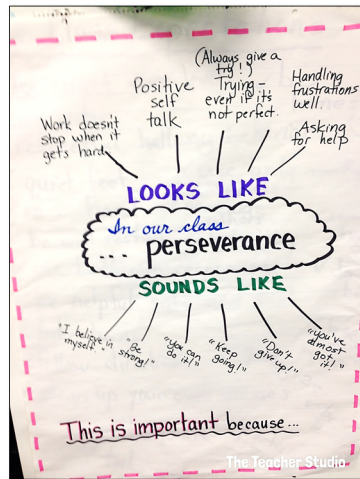 (Always give a
try!)
Positive
self
talk
Trying –
even if it's
not perfect.
Handling
frustrations
well.
Work doesn't
stop when it
gets hard.
Asking
for help
LOOKS LIKE
In our class
... perseverance
SOUNDS LIKE
"I believe in
myself."
"Be
strong!"
"You can
do it!"
"Keep
going!"
"Don't
give up!"
"You've
almost
got
it!"
This is important because...
The Teacher Studio